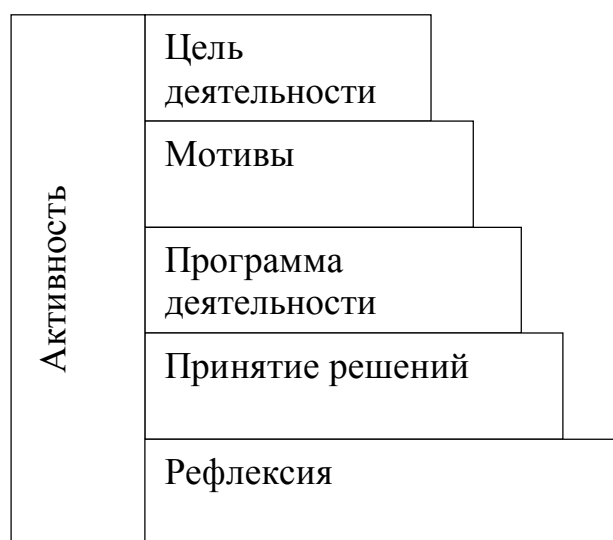 Активность
Цель
деятельности
Мотивы
Программа
деятельности
Принятие решений
Рефлексия